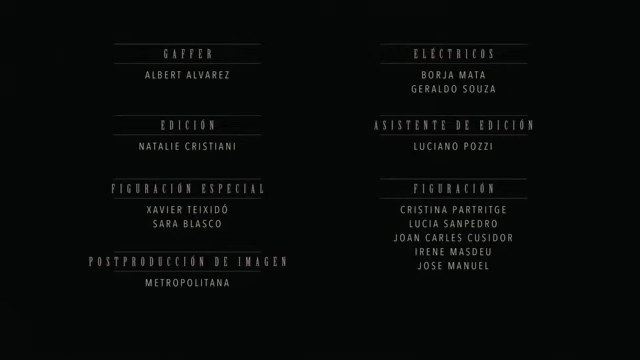 GAFFER
ALBERT ALVAREZ
EDICIÓN
NATALIE CRISTIANI
FIGURACIÓN ESPECIAL
XAVIER TEIXIDÓ
SARA BLASCO
POSTPRODUCCIÓN DE IMAGEN
METROPOLITANA
ELÉCTRICOS
BORJA MATA
GERALDO SOUZA
ASISTENTE DE EDICIÓN
LUCIANO POZZI
FIGURACIÓN
CRISTINA PARTRITGE
LUCIA SANPEDRO
JOAN CARLES CUSIDOR
IRENE MASDEU
JOSE MANUEL